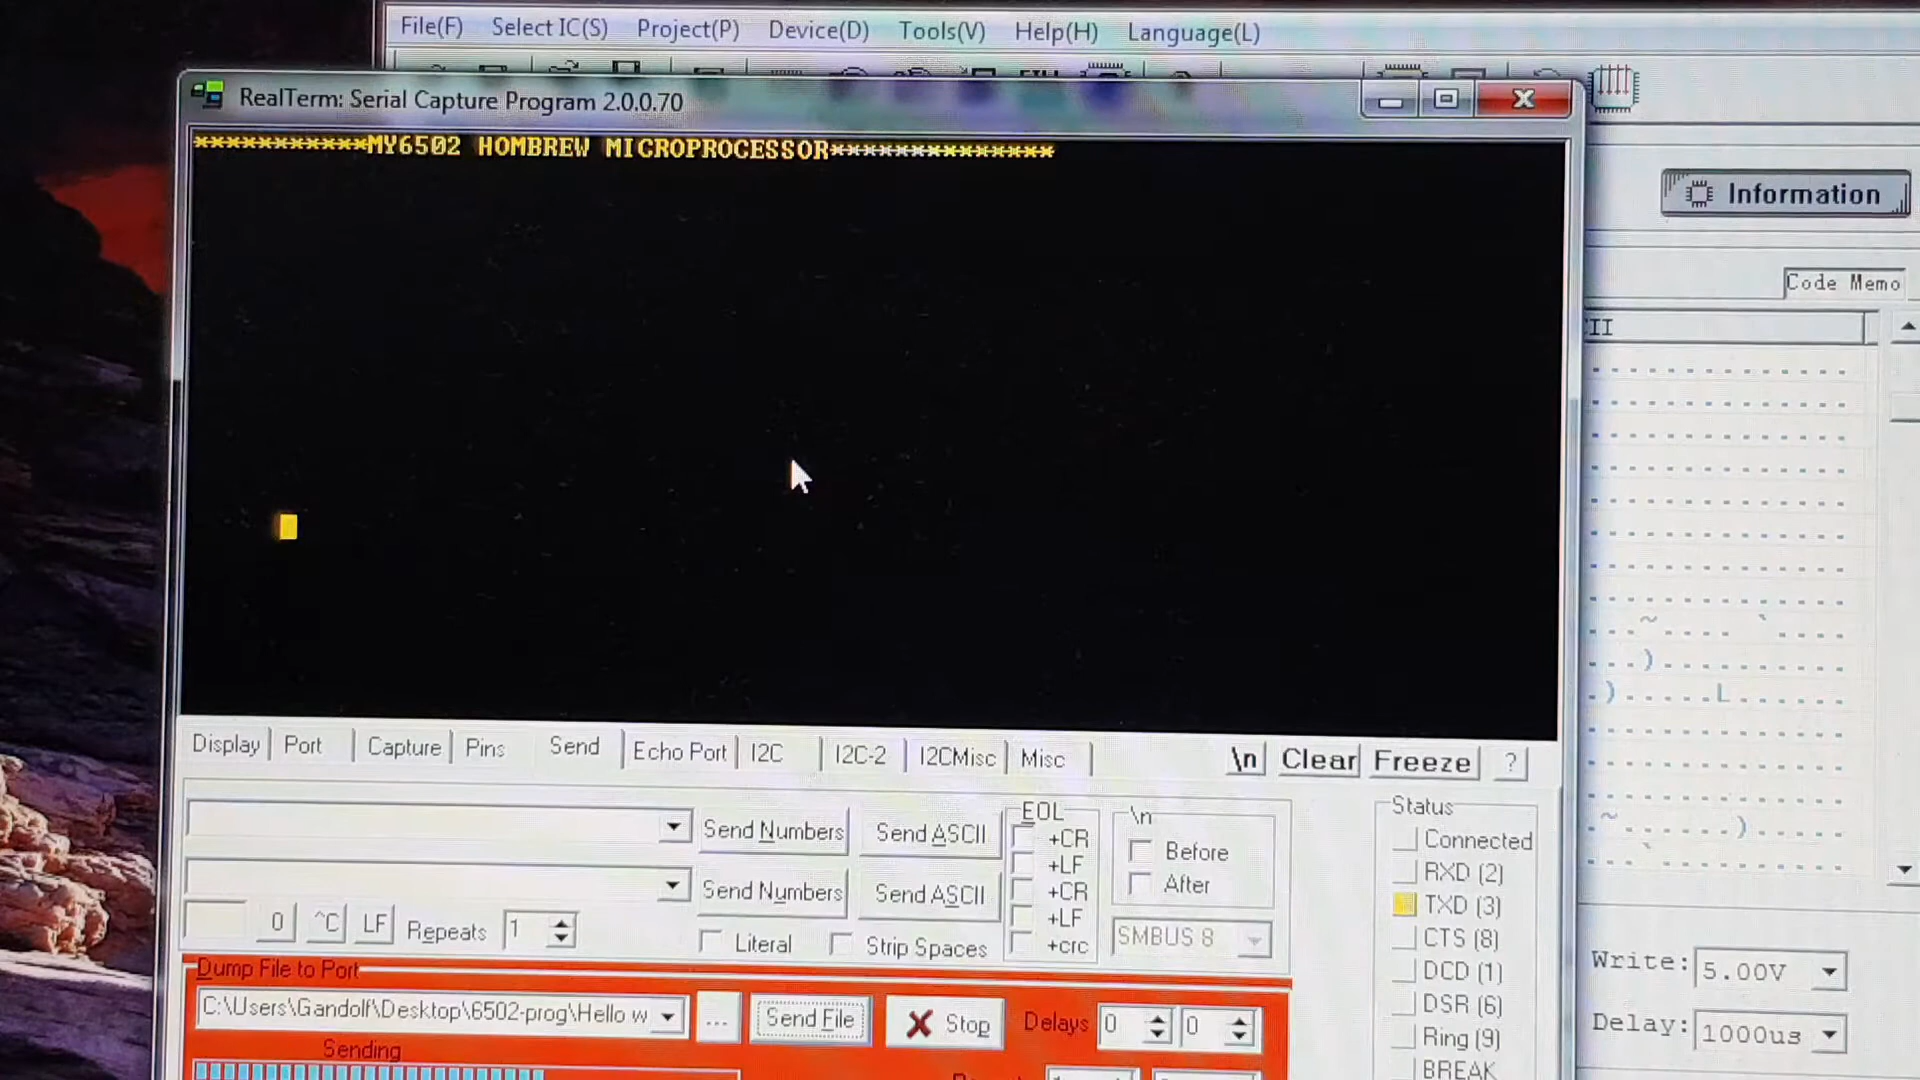 File(F) Select IC(S) Project(P) Device(D) Tools(V) Help(H) Language(L)
RealTerm: Serial Capture Program 2.0.0.70
***********MY6502 HOMBREW MICROPROCESSOR**************
Information
Code Memo
II
Display Port Capture Pins Send Echo Port I2C I2C-2 I2CMisc Misc \n Clear Freeze ?
Send Numbers Send ASCII
EOL
+CR
+LF
\n
Before
After
Send Numbers Send ASCII
+CR
+LF
+crc
0 ^C LF Repeats 1
Literal Strip Spaces
SMBUS 8
Status
Connected
RXD (2)
TXD (3)
CTS (8)
DCD (1)
DSR (6)
Ring (9)
BREAK
Dump File to Port
C:\Users\Gandolf\Desktop\6502-prog\Hello w ... Send File X Stop Delays 0 0
Sending
Write: 5.00V
Delay: 1000us